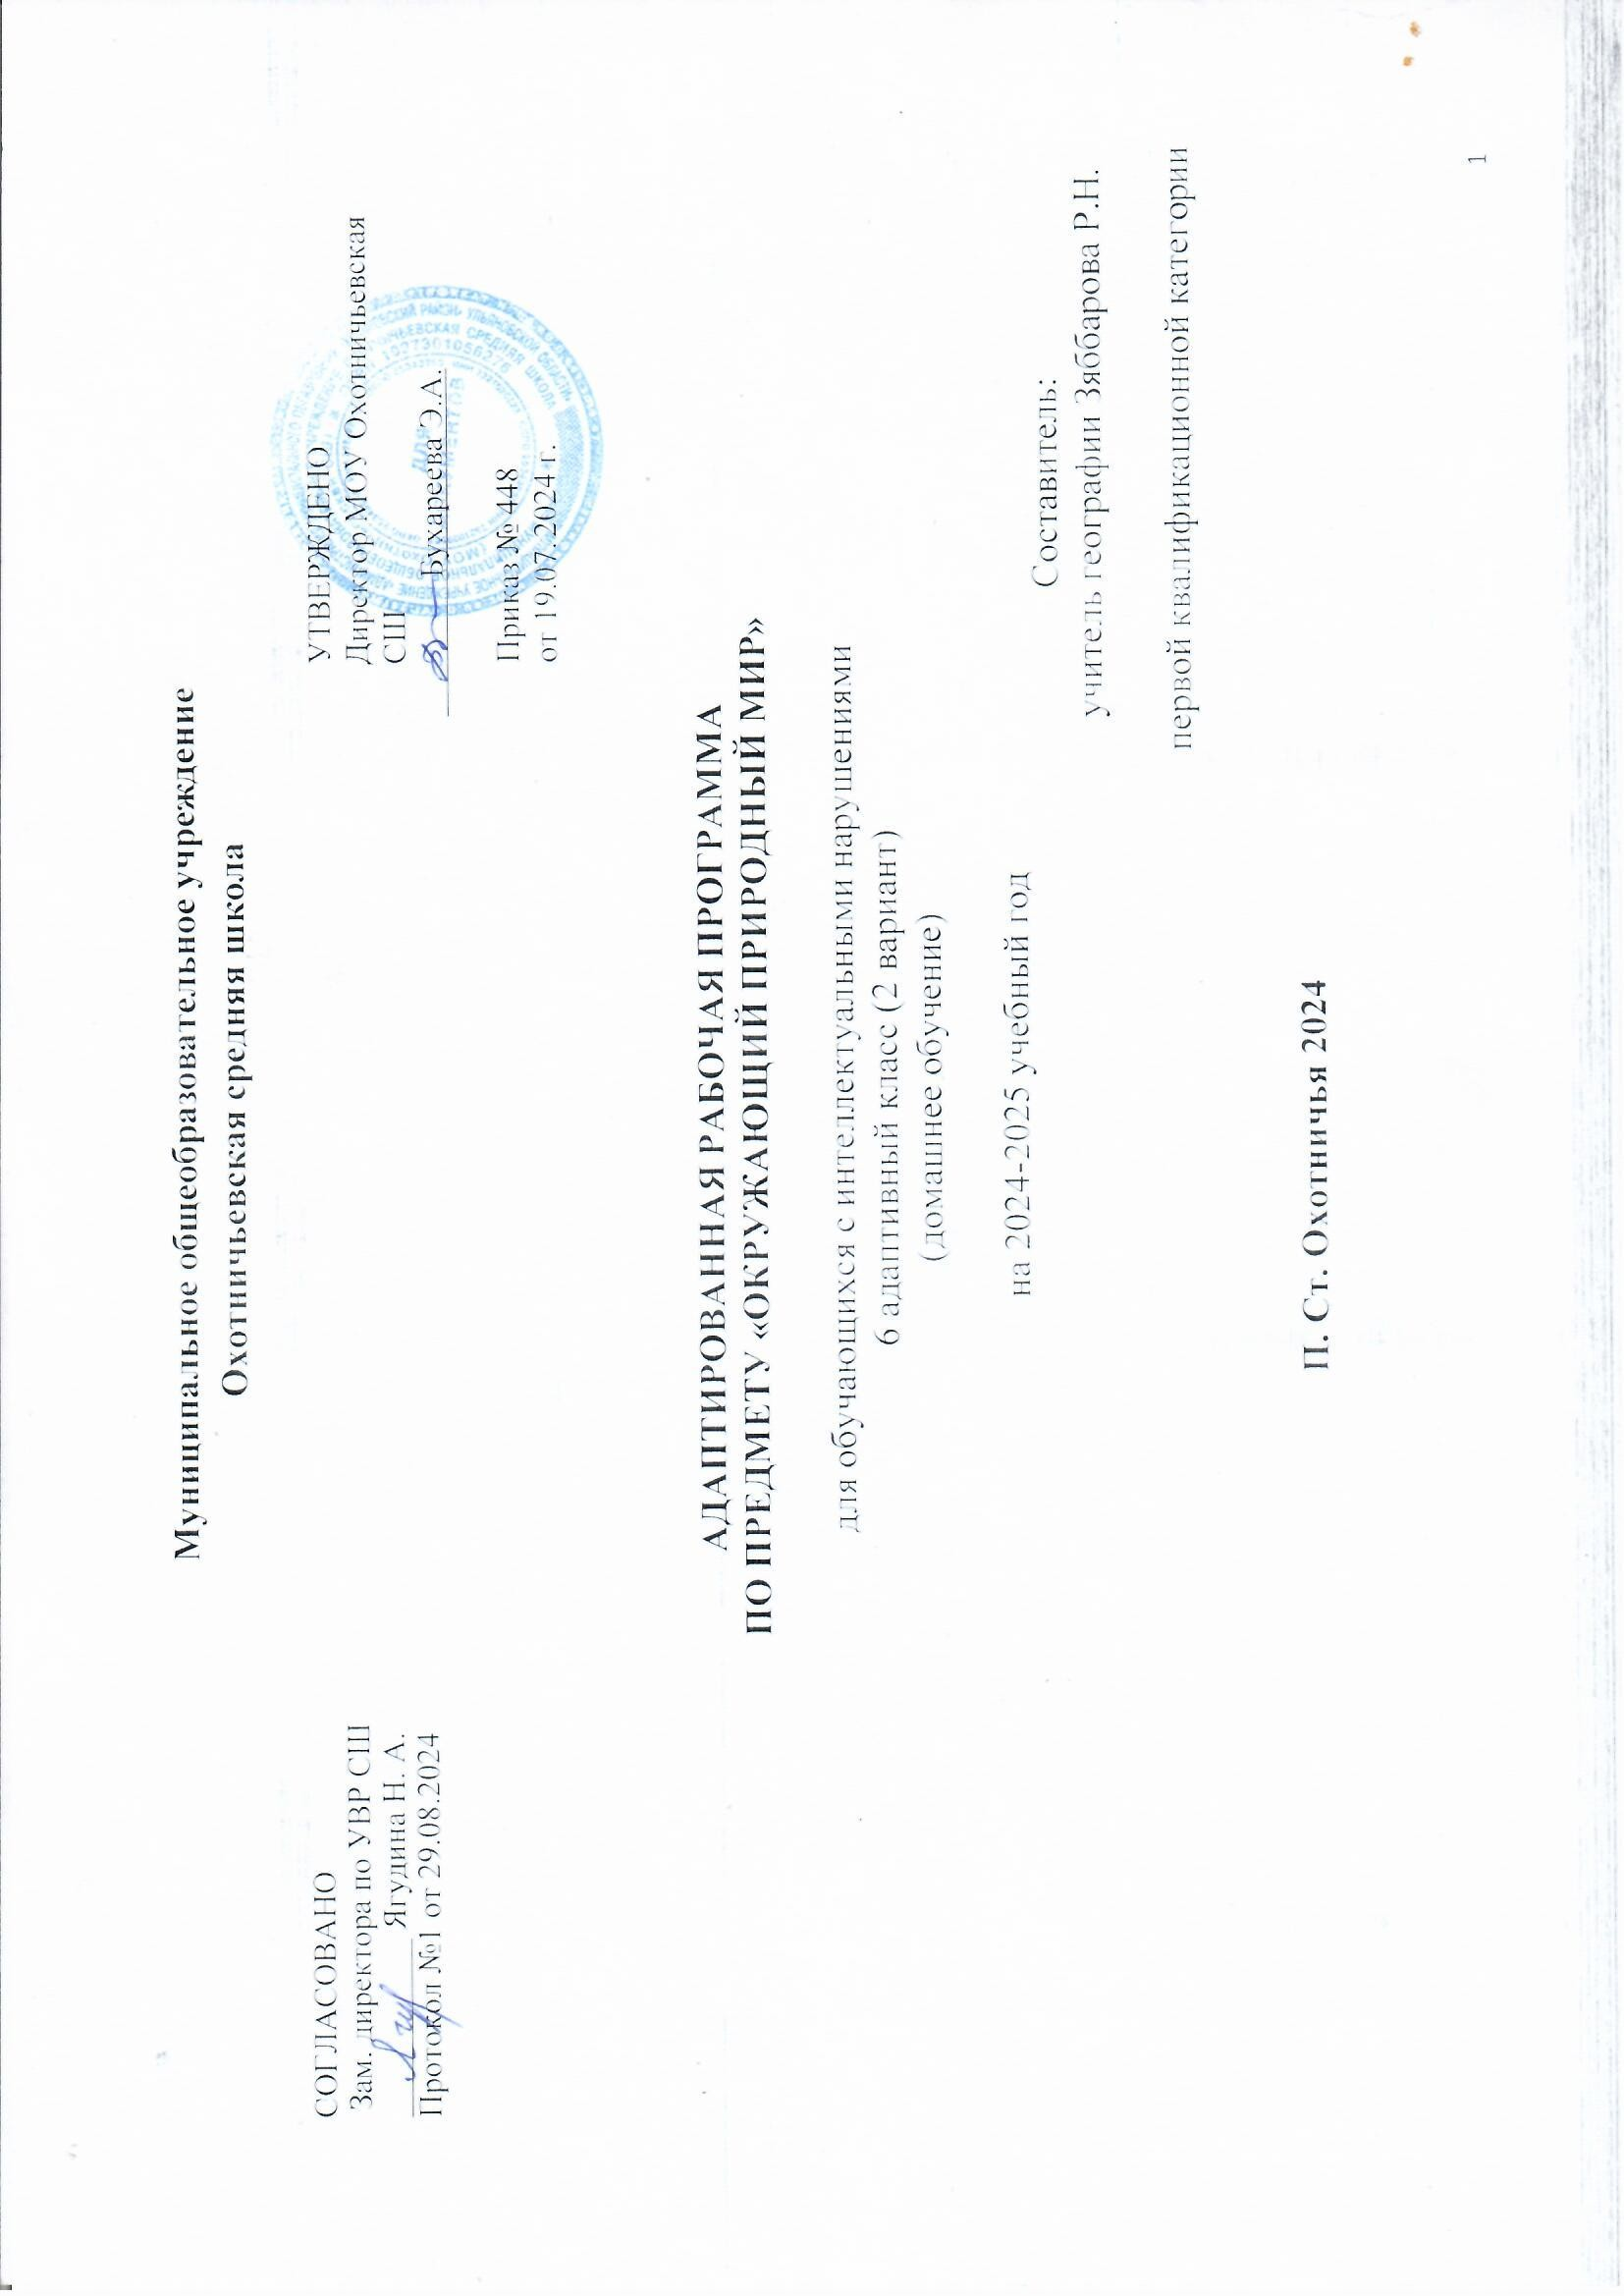 Муниципальное общеобразовательное учреждение
Охотничьевская средняя школа
СОГЛАСОВАНО
Зам. директора по УВР СШ
Ягудина Н. А.
Протокол №1 от 29.08.2024
УТВЕРЖДЕНО
Директор МОУ Охотничьевская
СШ
Бухареева Э.А.
Приказ № 448
от 19.07.2024 г.
АДАПТИРОВАННАЯ РАБОЧАЯ ПРОГРАММА
ПО ПРЕДМЕТУ «ОКРУЖАЮЩИЙ ПРИРОДНЫЙ МИР»
для обучающихся с интеллектуальными нарушениями
6 адаптивный класс (2 вариант)
(домашнее обучение)
на 2024-2025 учебный год
Составитель:
учитель географии Зяббарова Р.Н.
первой квалификационной категории
П. Ст. Охотничья 2024
1